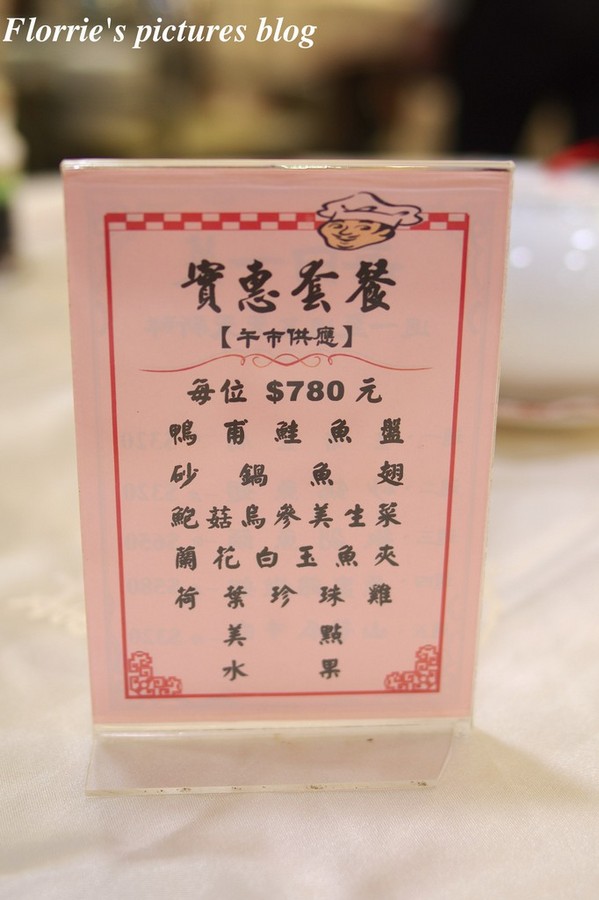 Florrie's pictures blog
實惠套餐
【午市供應】
每位 $780 元
鴨甫鮭魚盤
砂鍋魚翅
鮑菇烏參美生菜
蘭花白玉魚夾
荷葉珍珠雞
美點
水果